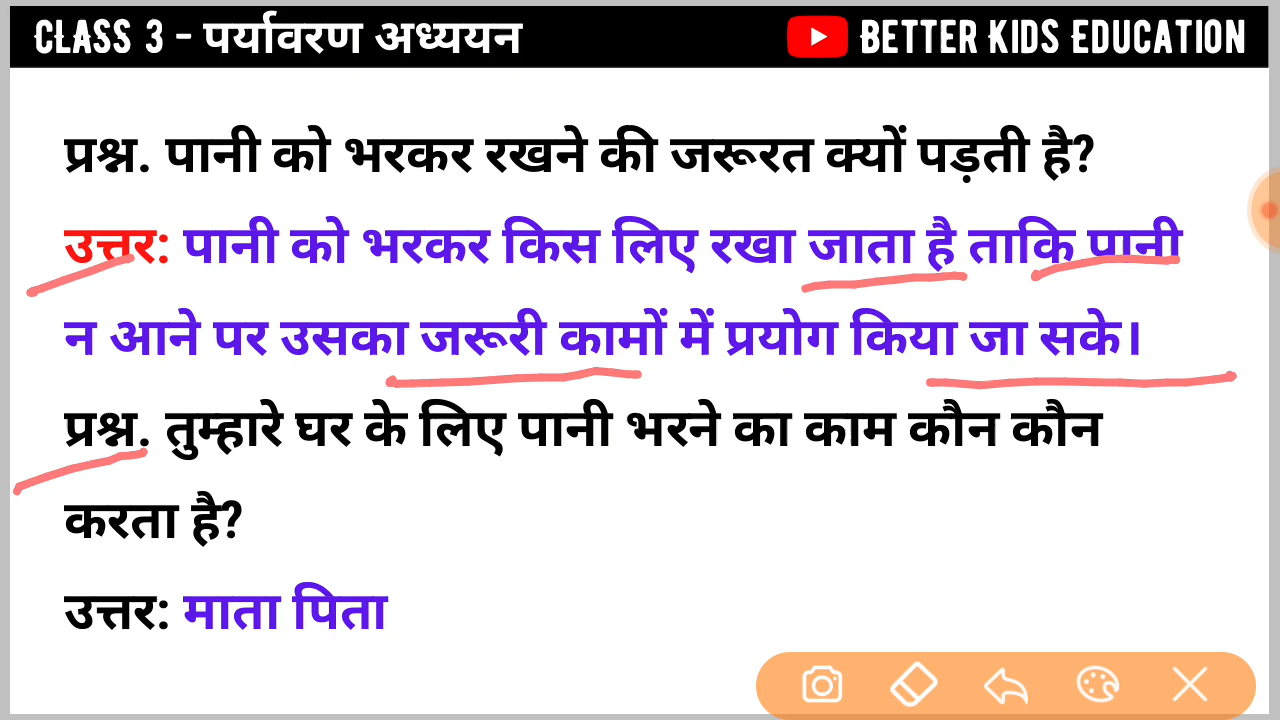 CLASS 3 - पर्यावरण अध्ययन
BETTER KIDS EDUCATION
प्रश्न. पानी को भरकर रखने की जरूरत क्यों पड़ती है?
उत्तर: पानी को भरकर किस लिए रखा जाता है ताकि पानी
न आने पर उसका जरूरी कामों में प्रयोग किया जा सके।
प्रश्न. तुम्हारे घर के लिए पानी भरने का काम कौन कौन
करता है?
उत्तर: माता पिता